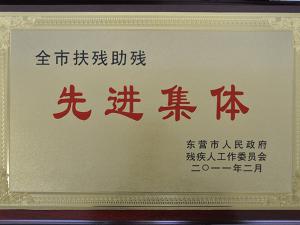 全市扶残助残
先进集体
东营市人民政府
残疾人工作委员会
二〇一一年二月